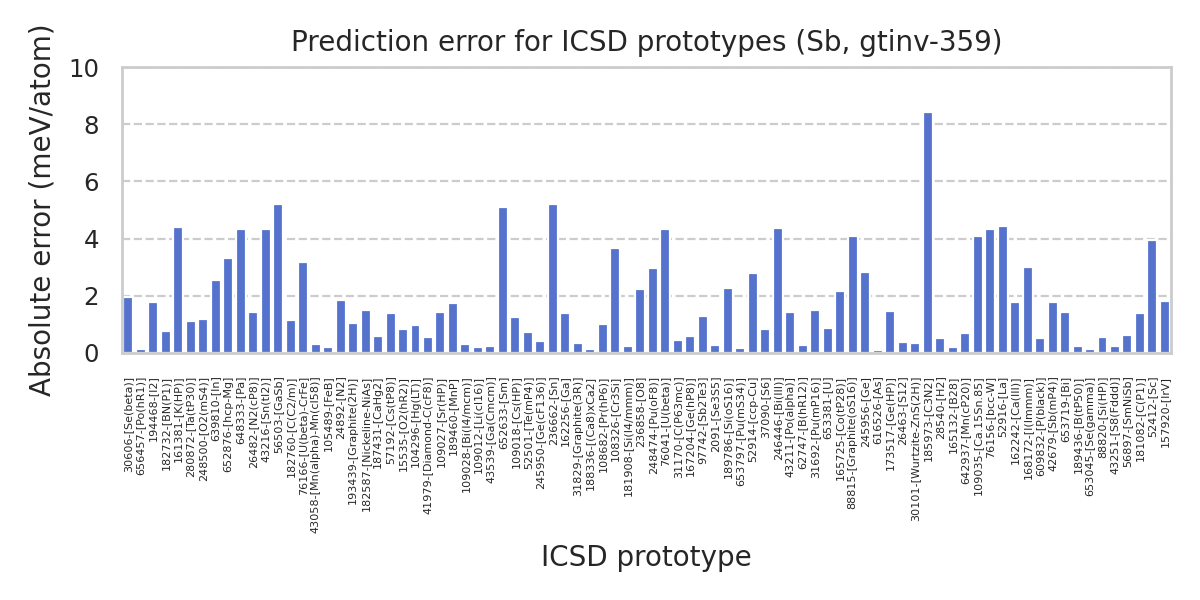 Prediction error for ICSD prototypes (Sb, gtinv-359)
Absolute error (meV/atom)
10
8
6
4
2
0
30606-[Se(beta)]
656457-[Po(hR1)]
194468-[I2]
182732-[BN(P1)]
161381-[K(HP)]
280872-[Ta(tP30)]
248500-[O2(mS4)]
639810-[In]
652876-[hcp-Mg]
648333-[Pa]
26482-[N2(cP8)]
43216-[Sn(tI2)]
56503-[GaSb]
182760-[C(C2/m)]
76166-[U(beta)-CrFe]
43058-[Mn(alpha)-Mn(cI58)]
105489-[FeB]
24892-[N2]
193439-[Graphite(2H)]
182587-[Nickeline-NiAs]
187431-[CaHg2]
57192-[Cs(tP8)]
15535-[O2(hR2)]
104296-[Hg(LT)]
41979-[Diamond-C(cF8)]
109027-[Sr(HP)]
189460-[MnP]
109028-[Bi(I4/mcm)]
109012-[Li(cI16)]
43539-[Ga(Cmcm)]
652633-[Sm]
109018-[Cs(HP)]
52501-[Te(mP4)]
245950-[Ge(cF136)]
236662-[Sn]
162256-[Ga]
31829-[Graphite(3R)]
188336-[(Ca8)xCa2]
108682-[Pr(hP6)]
108326-[Cr3Si]
181908-[Si(I4/mmm)]
236858-[O8]
248474-[Pu(oF8)]
76041-[U(beta)]
31170-[C(P63mc)]
167204-[Ge(hP8)]
97742-[Sb2Te3]
2091-[Se3S5]
189786-[Si(oS16)]
653797-[Pu(mS34)]
52914-[ccp-Cu]
37090-[S6]
246446-[Bi(III)]
43211-[Po(alpha)]
62747-[B(hR12)]
31692-[Pu(mP16)]
653381-[U]
165725-[Co(tP28)]
88815-[Graphite(oS16)]
245956-[Ge]
616526-[As]
26463-[S12]
173517-[Ge(HP)]
30101-[Wurtzite-ZnS(2H)]
185973-[C3N2]
28540-[H2]
165132-[B28]
642937-[Mn(cP20)]
109035-[Ca.15Sn.85]
76156-[bcc-W]
52916-[La]
162242-[Ca(III)]
168172-[I(Immm)]
609832-[P(black)]
42679-[Sb(mP4)]
653719-[Bi]
189436-[B(tP50)]
653045-[Se(gamma)]
88820-[Si(HP)]
43251-[S8(Fddd)]
56897-[SmNiSb]
181082-[C(P1)]
52412-[Sc]
157920-[IrV]
ICSD prototype